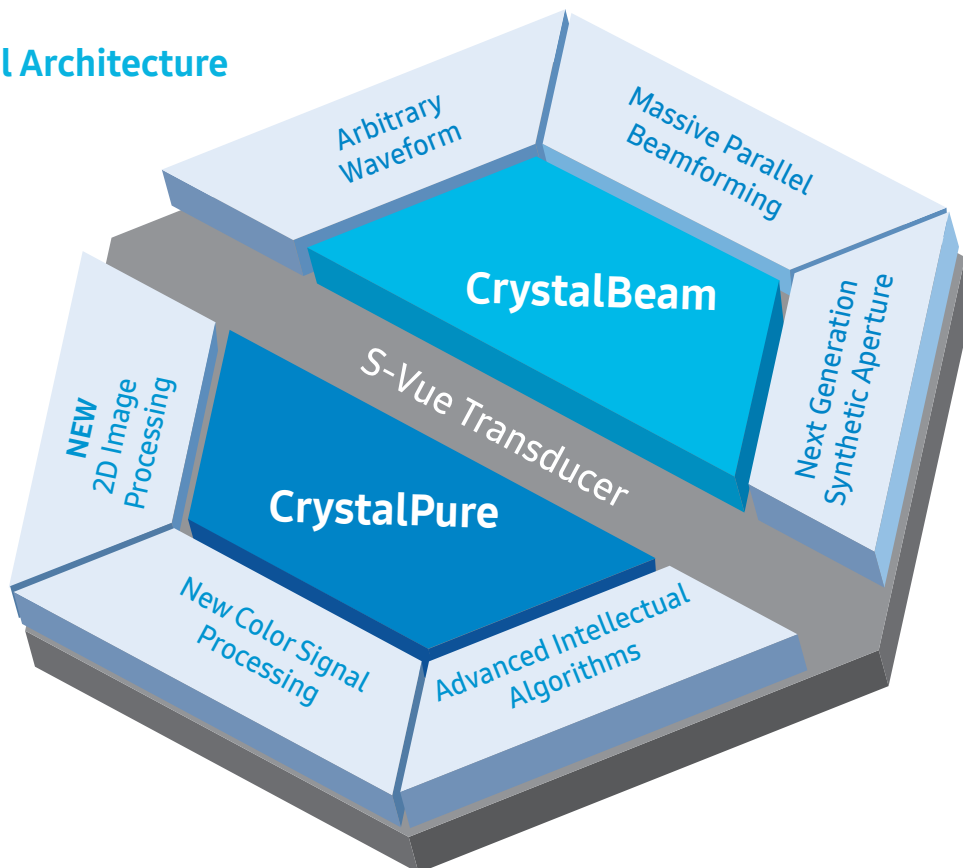 l Architecture
Arbitrary
Waveform
Massive Parallel
Beamforming
CrystalBeam
Next Generation
Synthetic Aperture
S-Vue Transducer
NEW
2D Image
Processing
CrystalPure
New Color Signal
Processing
Advanced Intellectual
Algorithms